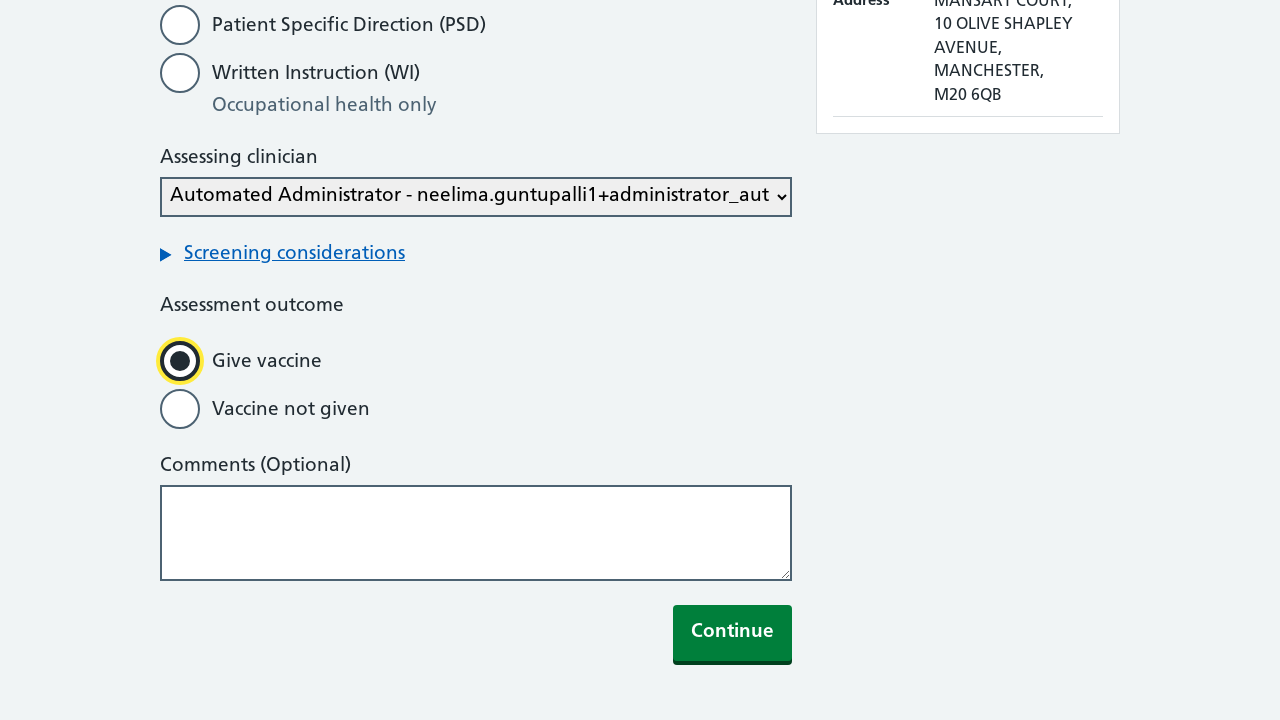 Patient Specific Direction (PSD)
Written Instruction (WI)
Occupational health only
Assessing clinician
Automated Administrator - neelima.guntupalli1+administrator_aut
Screening considerations
Assessment outcome
Give vaccine
Vaccine not given
Comments (Optional)
Continue
Address
MANSART COURT,
10 OLIVE SHAPLEY
AVENUE,
MANCHESTER,
M20 6QB